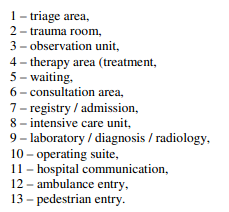 1 – triage area,
2 – trauma room,
3 – observation unit,
4 – therapy area (treatment,
5 – waiting,
6 – consultation area,
7 – registry / admission,
8 – intensive care unit,
9 – laboratory / diagnosis / radiology,
10 – operating suite,
11 – hospital communication,
12 – ambulance entry,
13 – pedestrian entry.